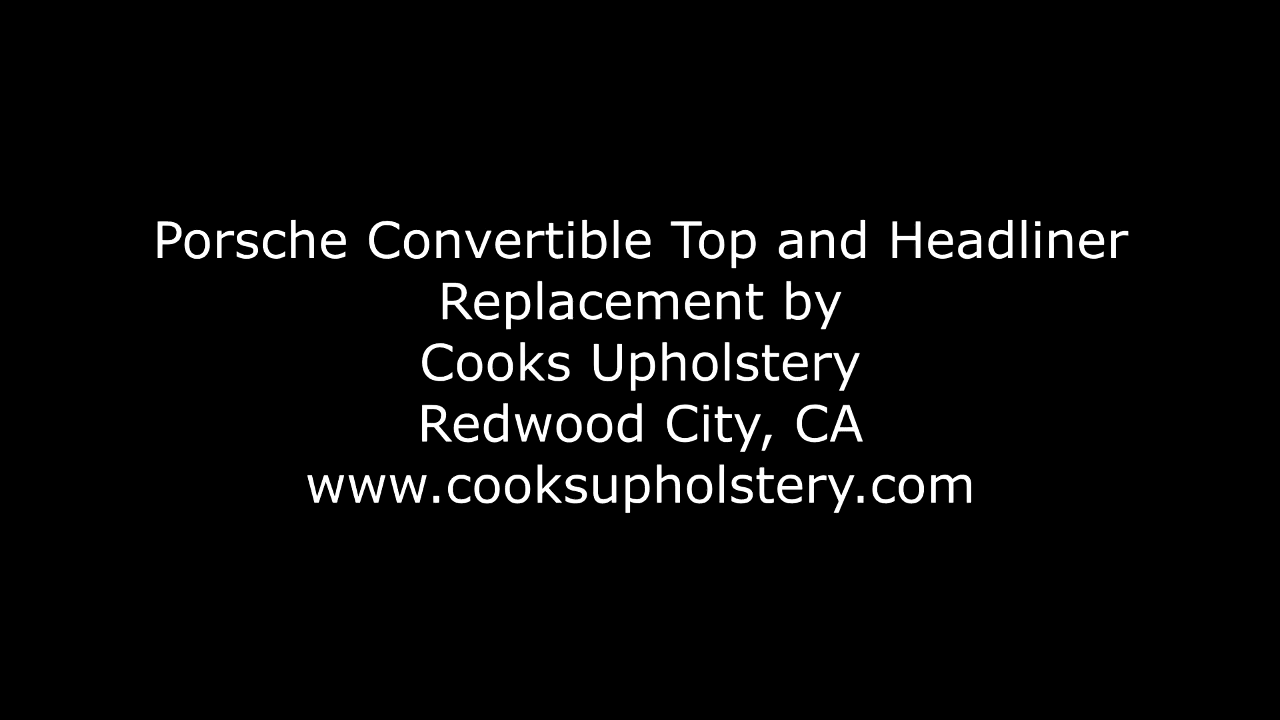 Porsche Convertible Top and Headliner
Replacement by
Cooks Upholstery
Redwood City, CA
www.cooksupholstery.com